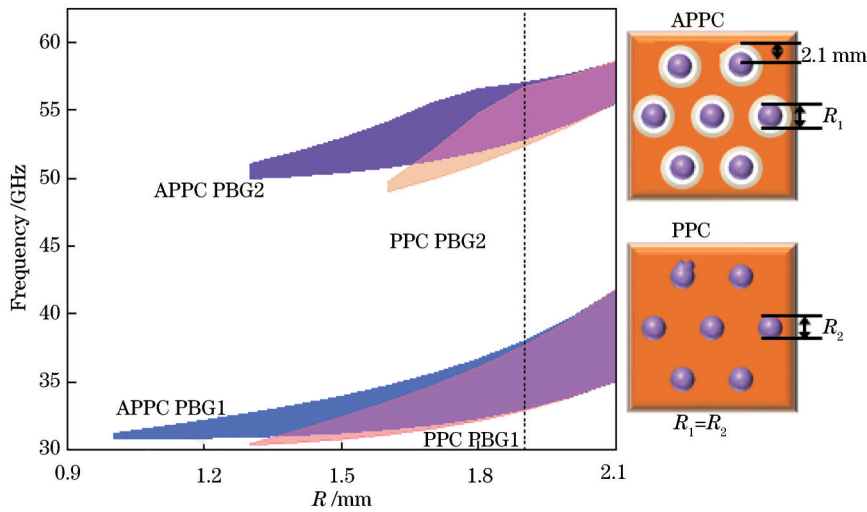 Frequency /GHz
60
55
50
45
40
35
30
0.9
1.2
1.5
1.8
2.1
R /mm
APPC PBG2
PPC PBG2
APPC PBG1
PPC PBG1
APPC
2.1 mm
R₁
PPC
R₂
R₁=R₂